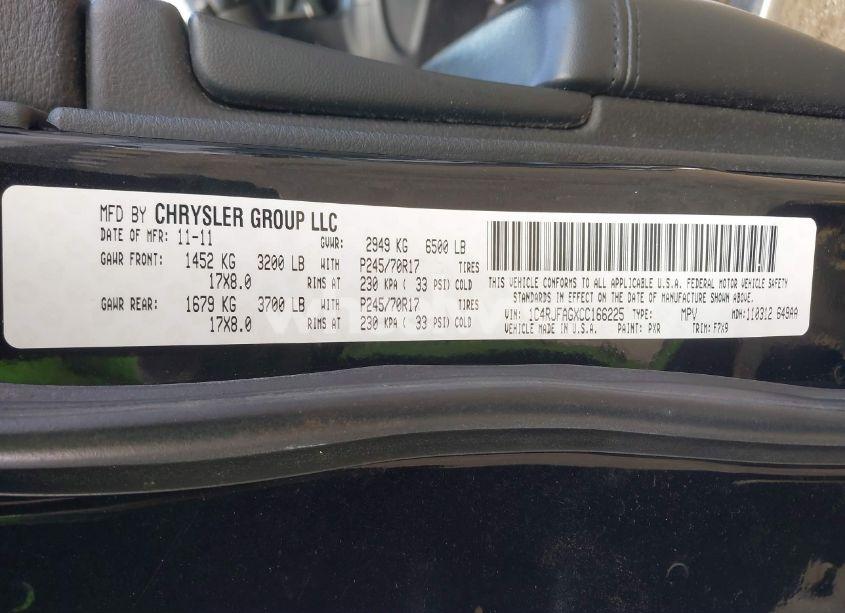 MFD BY CHRYSLER GROUP LLC
DATE OF MFR: 11-11 GVWR: 2949 KG 6500 LB
GAWR FRONT: 1452 KG 3200 LB WITH P245/70R17 TIRES
17X8.0 RIMS AT 230 KPA ( 33 PSI) COLD
GAWR REAR: 1679 KG 3700 LB WITH P245/70R17 TIRES
17X8.0 RIMS AT 230 KPA ( 33 PSI) COLD
THIS VEHICLE CONFORMS TO ALL APPLICABLE U.S.A. FEDERAL MOTOR VEHICLE SAFETY
STANDARDS IN EFFECT ON THE DATE OF MANUFACTURE SHOWN ABOVE.
VIN: 1C4RJFAGXCC166225 TYPE: MPV MDH: 110312 649AA
VEHICLE MADE IN U.S.A. PAINT: PXR TRIM: F7X9